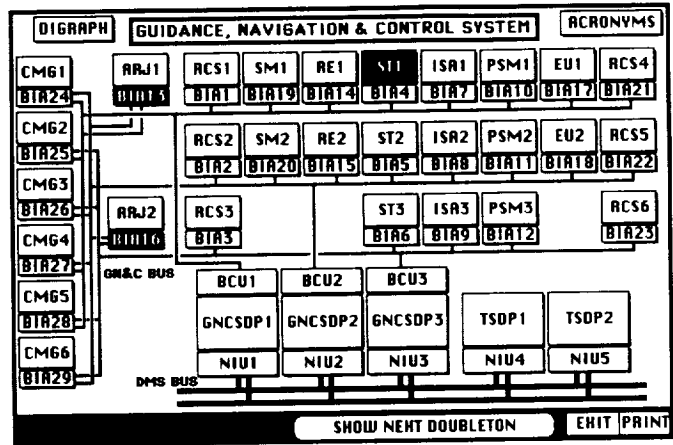 DIGRAPH
GUIDANCE, NAVIGATION & CONTROL SYSTEM
ACRONYMS
CMG1 ARJ1 RCS1 SM1 RE1 ST1 ISA1 PSM1 EU1 RCS4
BIA24 BIA13 BIA1 BIA19 BIA14 BIA4 BIA7 BIA10 BIA17 BIA21
CMG2 RCS2 SM2 RE2 ST2 ISA2 PSM2 EU2 RCS5
BIA25 BIA2 BIA20 BIA15 BIA5 BIA8 BIA11 BIA18 BIA22
CMG3 ARJ2 RCS3 ST3 ISA3 PSM3 RCS6
BIA26 BIA16 BIA3 BIA6 BIA9 BIA12 BIA23
CMG4
BIA27
GN&C BUS
BCU1 BCU2 BCU3
CMG5 GNCSDP1 GNCSDP2 GNCSDP3 TSDP1 TSDP2
BIA28
CMG6 NIU1 NIU2 NIU3 NIU4 NIU5
BIA29
DMS BUS
SHOW NEXT DOUBLETON
EXIT PRINT